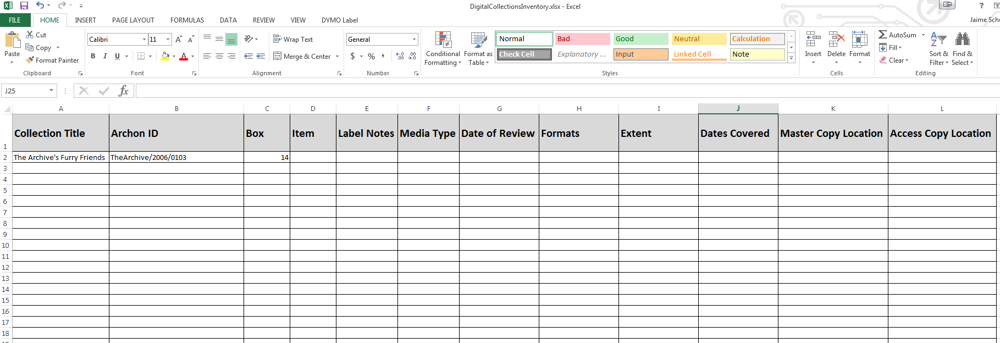 DigitalCollectionsInventory.xlsx - Excel
?
FILE HOME INSERT PAGE LAYOUT FORMULAS DATA REVIEW VIEW DYMO Label
Jaime Schu
Paste
Cut
Copy
Format Painter
Clipboard
Calibri 11
B I U A
Font
Wrap Text
Merge & Center
Alignment
General
$ % , .00 .0
Number
Conditional Formatting
Format as Table
Normal Bad Good Neutral Calculation
Check Cell Explanatory ... Input Linked Cell Note
Styles
Insert Delete Format
Cells
AutoSum
Fill
Clear
Sort & Filter
Find & Select
Editing
J25 fx
A B C D E F G H I J K L
1 Collection Title Archon ID Box Item Label Notes Media Type Date of Review Formats Extent Dates Covered Master Copy Location Access Copy Location
2 The Archive's Furry Friends TheArchive/2006/0103 14
3
4
5
6
7
8
9
10
11
12
13
14
15
16
17
18